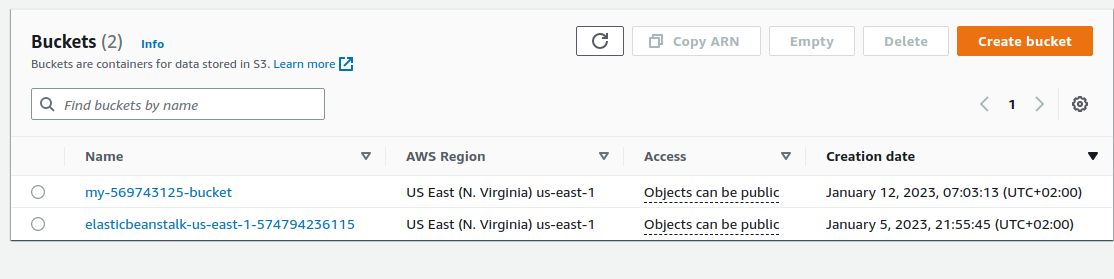 Buckets (2) Info
Copy ARN Empty Delete Create bucket
Buckets are containers for data stored in S3. Learn more
Find buckets by name
1
Name AWS Region Access Creation date
my-569743125-bucket US East (N. Virginia) us-east-1 Objects can be public January 12, 2023, 07:03:13 (UTC+02:00)
elasticbeanstalk-us-east-1-574794236115 US East (N. Virginia) us-east-1 Objects can be public January 5, 2023, 21:55:45 (UTC+02:00)